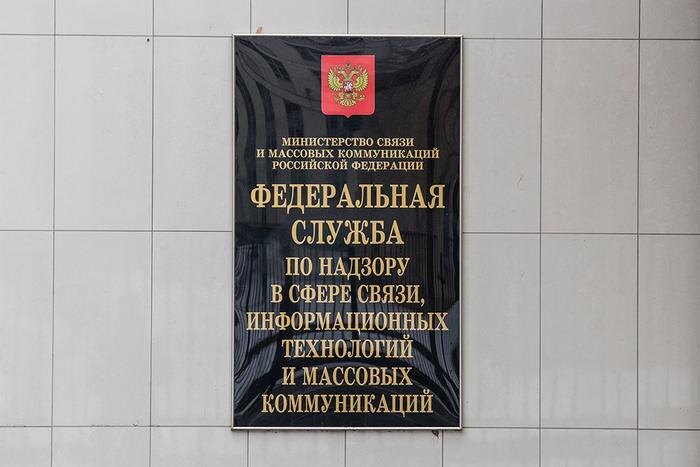 МИНИСТЕРСТВО СВЯЗИ
И МАССОВЫХ КОММУНИКАЦИЙ
РОССИЙСКОЙ ФЕДЕРАЦИИ
ФЕДЕРАЛЬНАЯ
СЛУЖБА
ПО НАДЗОРУ
В СФЕРЕ СВЯЗИ,
ИНФОРМАЦИОННЫХ
ТЕХНОЛОГИЙ
И МАССОВЫХ
КОММУНИКАЦИЙ